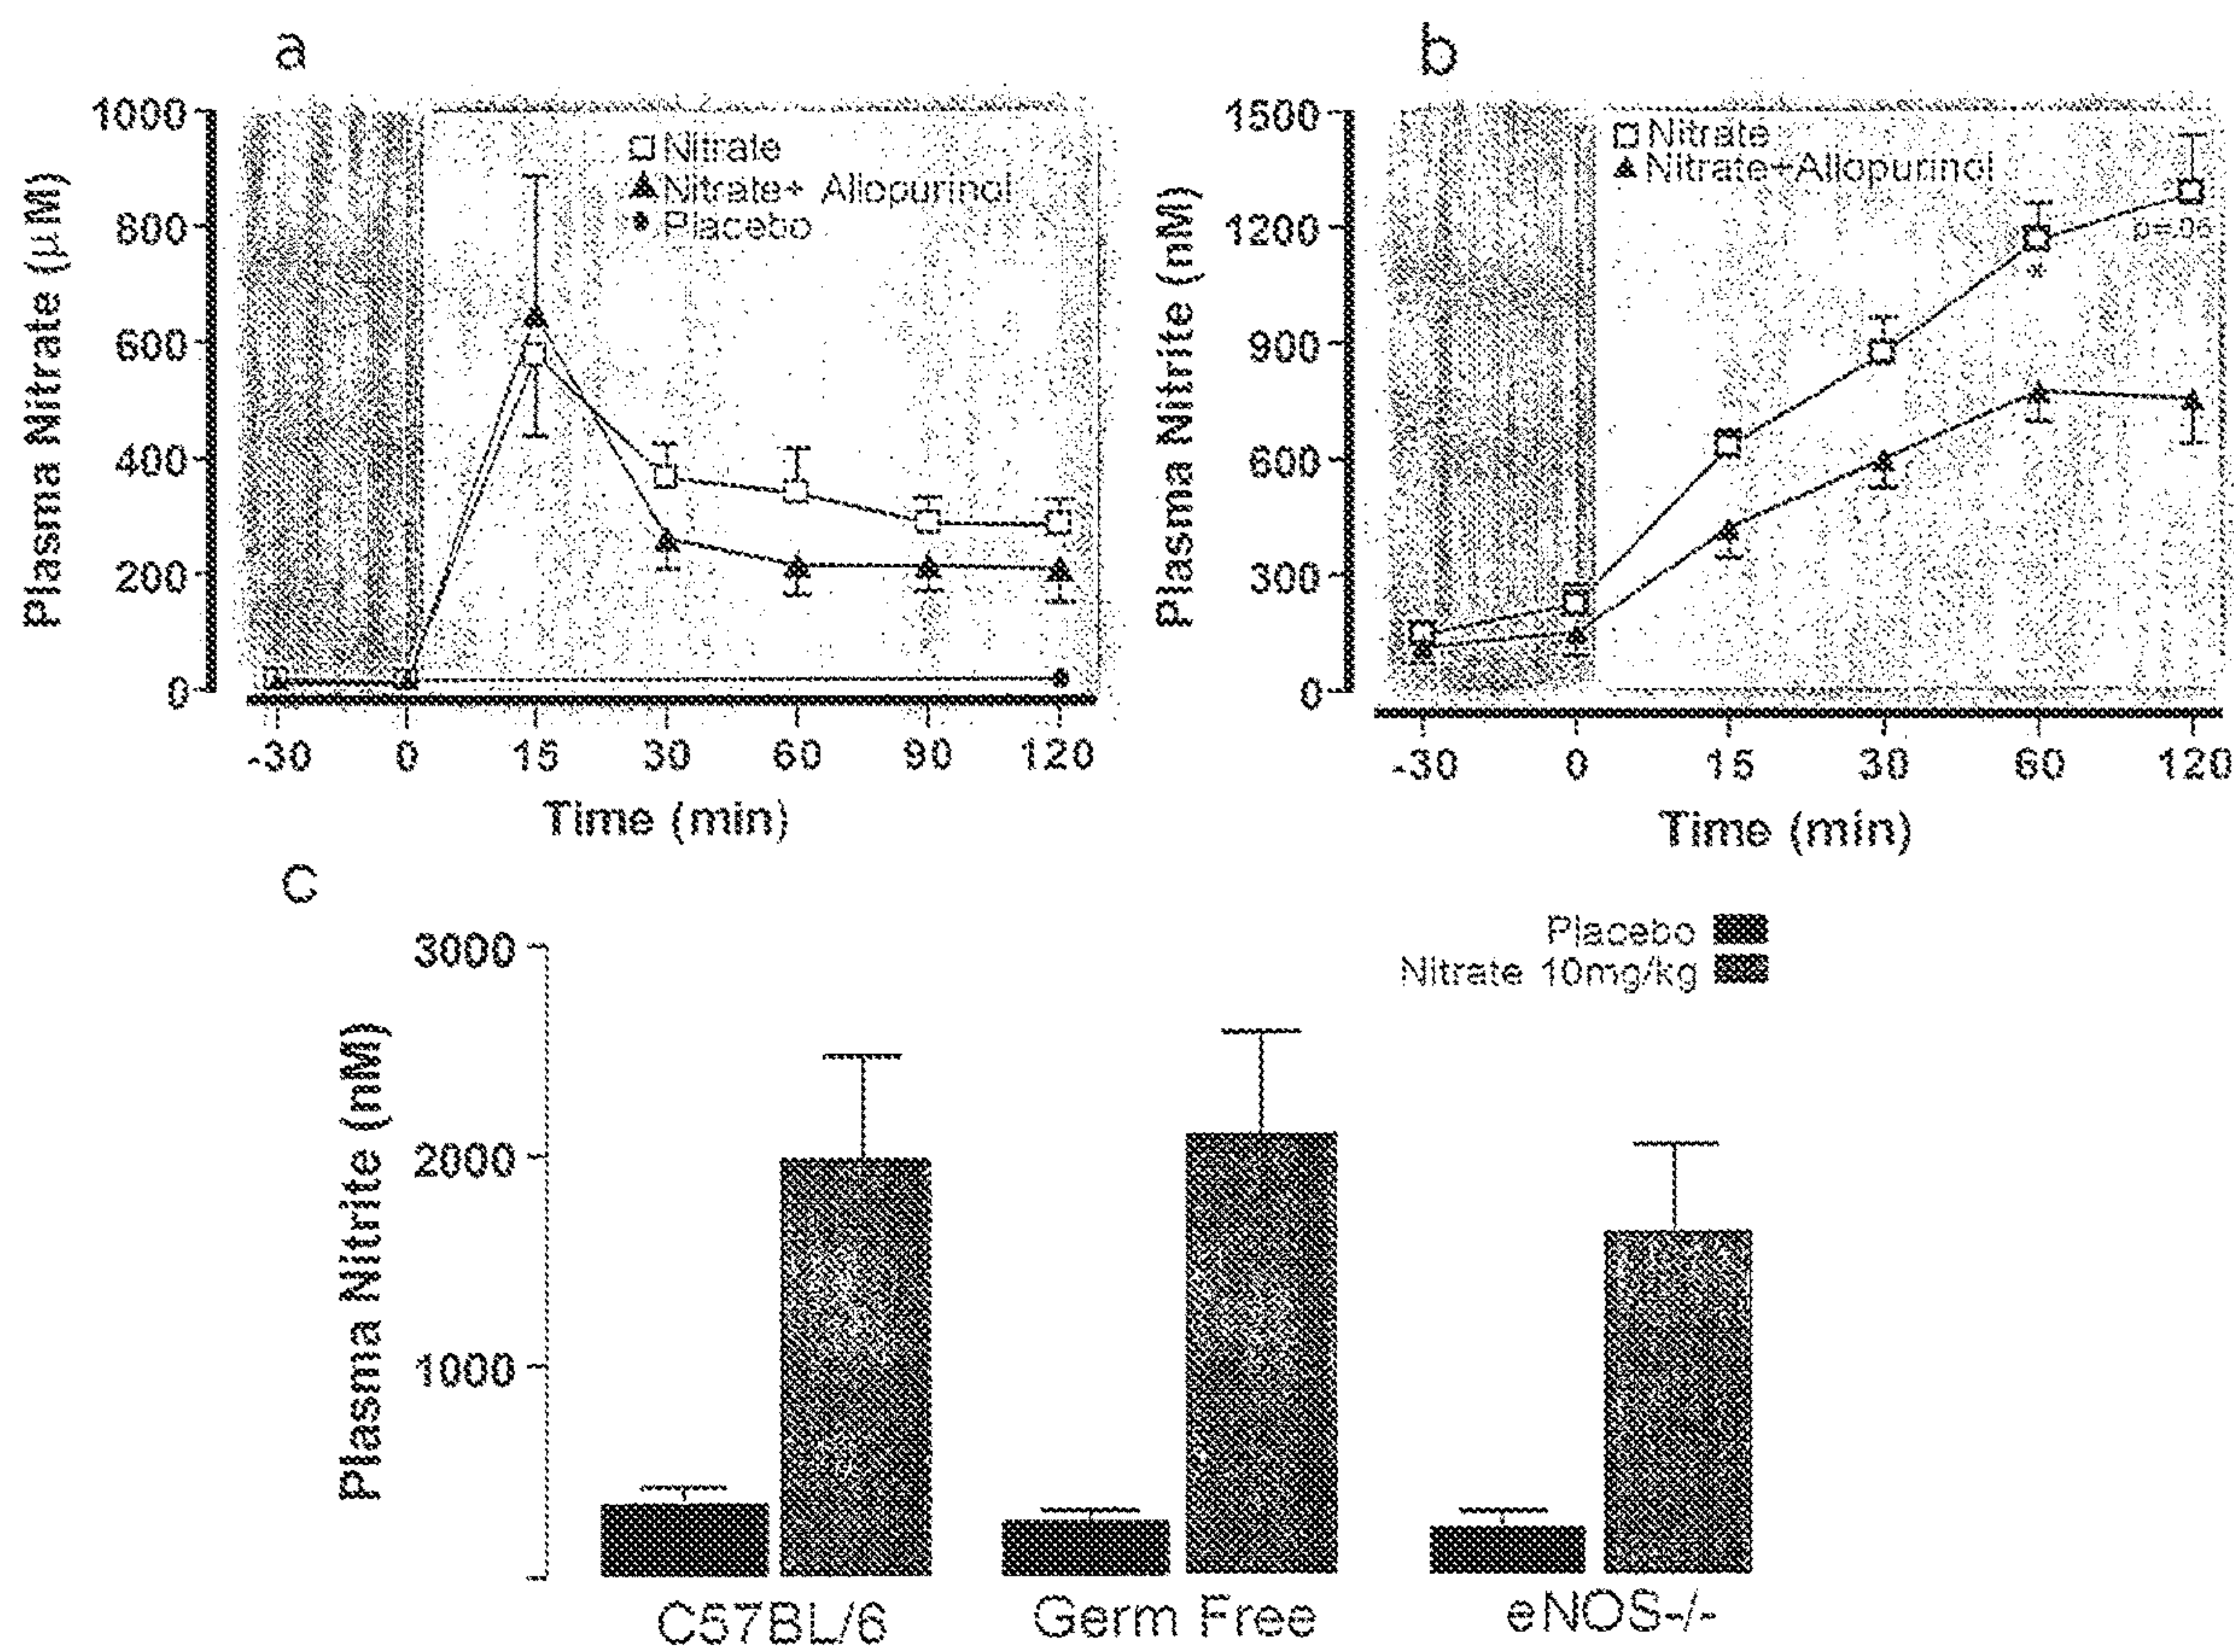 a
1000
800
600
400
200
0
Plasma Nitrate (μM)
Nitrate
Nitrate+ Allopurinol
Placebo
-30 0 15 30 60 90 120
Time (min)
b
1500
1200
900
600
300
0
Plasma Nitrite (nM)
Nitrate
Nitrate+Allopurinol
*
-30 0 15 30 60 120
Time (min)
c
3000
2000
1000
Plasma Nitrite (nM)
Placebo
Nitrate 10mg/kg
C57BL/6 Germ Free eNOS-/-